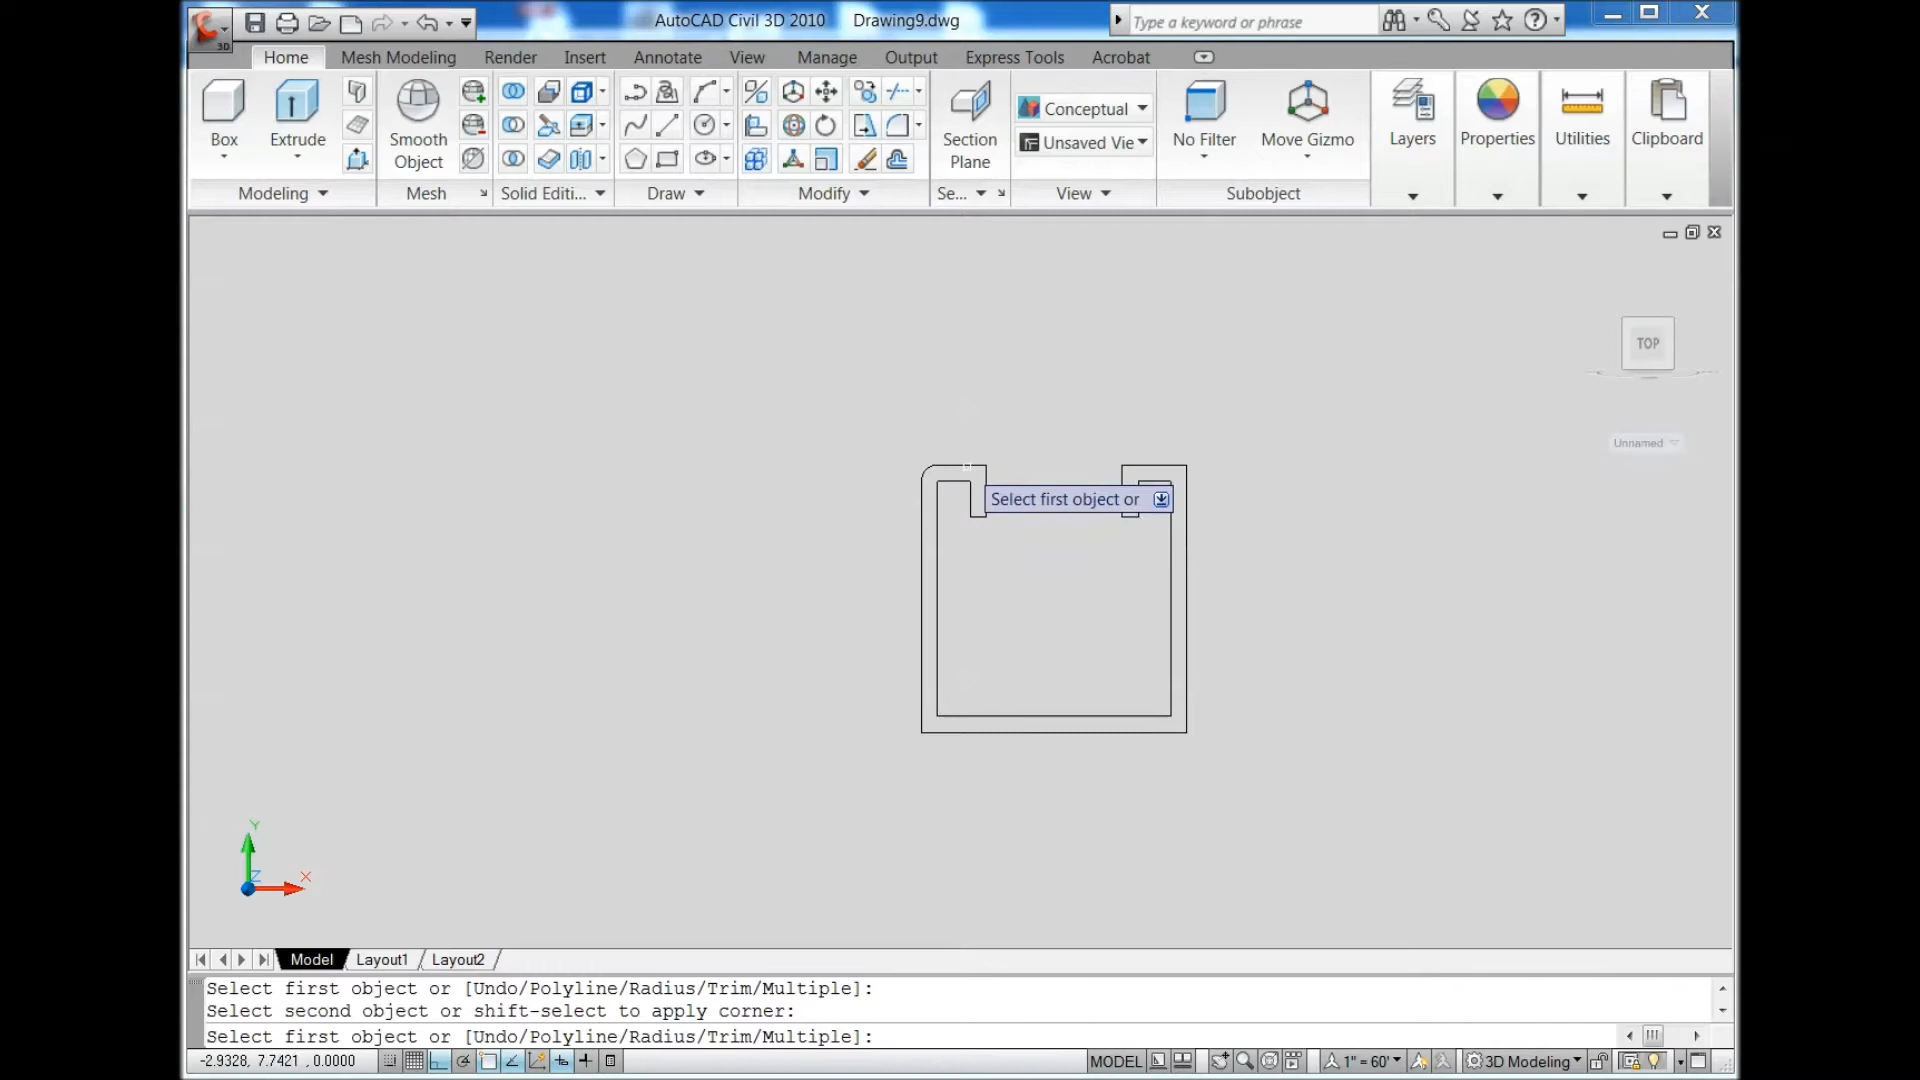 AutoCAD Civil 3D 2010 Drawing9.dwg
Type a keyword or phrase
3D
Home Mesh Modeling Render Insert Annotate View Manage Output Express Tools Acrobat
Box
Extrude
Smooth Object
Section Plane
Conceptual
Unsaved Vie
No Filter
Move Gizmo
Layers
Properties
Utilities
Clipboard
Modeling Mesh Solid Editi... Draw Modify Se... View Subobject
TOP
Unnamed
Select first object or
Y
Z
X
Model Layout1 Layout2
Select first object or [Undo/Polyline/Radius/Trim/Multiple]:
Select second object or shift-select to apply corner:
Select first object or [Undo/Polyline/Radius/Trim/Multiple]:
-2.9328, 7.7421 , 0.0000 MODEL 1" = 60' 3D Modeling